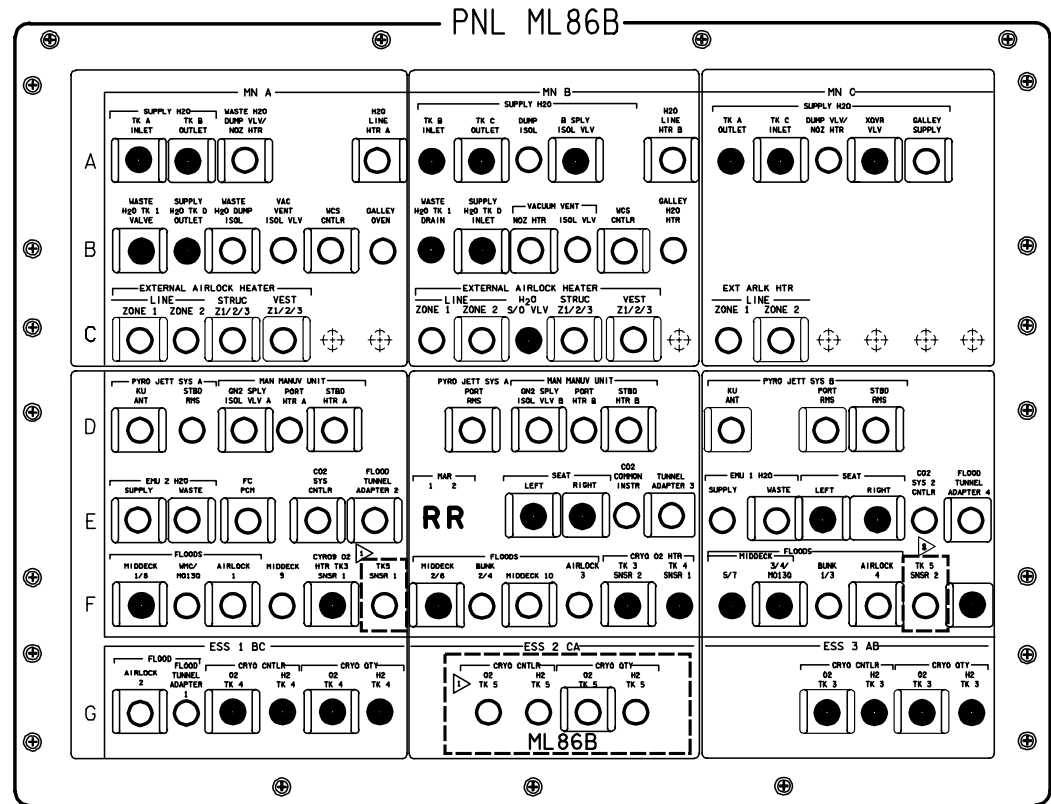 PNL ML86B
MN A
MN B
MN C
SUPPLY H2O
WASTE H2O
H2O
SUPPLY H2O
H2O
SUPPLY H2O
TK A
TK B
DUMP VLV/
LINE
TK B
TK C
DUMP
B SPLY
LINE
TK A
TK C
DUMP VLV/
XOVR
GALLEY
INLET
OUTLET
NOZ HTR
HTR A
INLET
OUTLET
ISOL
ISOL VLV
HTR B
OUTLET
INLET
NOZ HTR
VLV
SUPPLY
A
WASTE
SUPPLY
WASTE
VAC
WASTE
SUPPLY
VACUUM VENT
GALLEY
H2O TK 1
H2O TK D
H2O DUMP
VENT
WCS
GALLEY
H2O TK 1
H2O TK D
WCS
H2O
VALVE
OUTLET
ISOL
ISOL VLV
CNTLR
OVEN
DRAIN
INLET
NOZ HTR
ISOL VLV
CNTLR
HTR
B
EXTERNAL AIRLOCK HEATER
EXTERNAL AIRLOCK HEATER
EXT ARLK HTR
LINE
STRUC
VEST
LINE
H2O
STRUC
VEST
LINE
ZONE 1
ZONE 2
Z1/2/3
Z1/2/3
ZONE 1
ZONE 2
S/O VLV
Z1/2/3
Z1/2/3
ZONE 1
ZONE 2
C
PYRO JETT SYS A
MAN MANUV UNIT
PYRO JETT SYS A
MAN MANUV UNIT
PYRO JETT SYS B
KU
STBD
GN2 SPLY
PORT
STBD
PORT
GN2 SPLY
PORT
STBD
KU
PORT
STBD
ANT
RMS
ISOL VLV A
HTR A
HTR A
RMS
ISOL VLV B
HTR B
HTR B
ANT
RMS
RMS
D
EMU 2 H2O
FC
CO2
FLOOD
MAR
SEAT
CO2
EMU 1 H2O
SEAT
CO2
FLOOD
SUPPLY
WASTE
PCM
SYS
TUNNEL
1
2
LEFT
RIGHT
COMMON
TUNNEL
SUPPLY
WASTE
LEFT
RIGHT
SYS 2
TUNNEL
CNTLR
ADAPTER 2
INSTR
ADAPTER 3
CNTLR
ADAPTER 4
E
RR
1
FLOODS
CYRO9 O2
FLOODS
CRYO O2 HTR
FLOODS
MIDDECK
WMC/
AIRLOCK
MIDDECK
HTR TK3
TK5
MIDDECK
BUNK
AIRLOCK
TK 3
TK 4
MIDDECK
3/4/
BUNK
AIRLOCK
TK 5
1/8
MO13Q
1
9
SNSR 1
SNSR 1
2/6
2/4
MIDDECK 10
3
SNSR 2
SNSR 1
5/7
MO13Q
1/3
4
SNSR 2
F
ESS 1 BC
ESS 2 CA
ESS 3 AB
FLOOD
FLOOD
CRYO CNTLR
CRYO QTY
1
CRYO CNTLR
CRYO QTY
CRYO CNTLR
CRYO QTY
AIRLOCK
TUNNEL
O2
H2
O2
H2
O2
H2
O2
H2
O2
H2
O2
H2
2
ADAPTER
TK 4
TK 4
TK 4
TK 4
TK 5
TK 5
TK 5
TK 5
TK 3
TK 3
TK 3
TK 3
1
G
ML86B